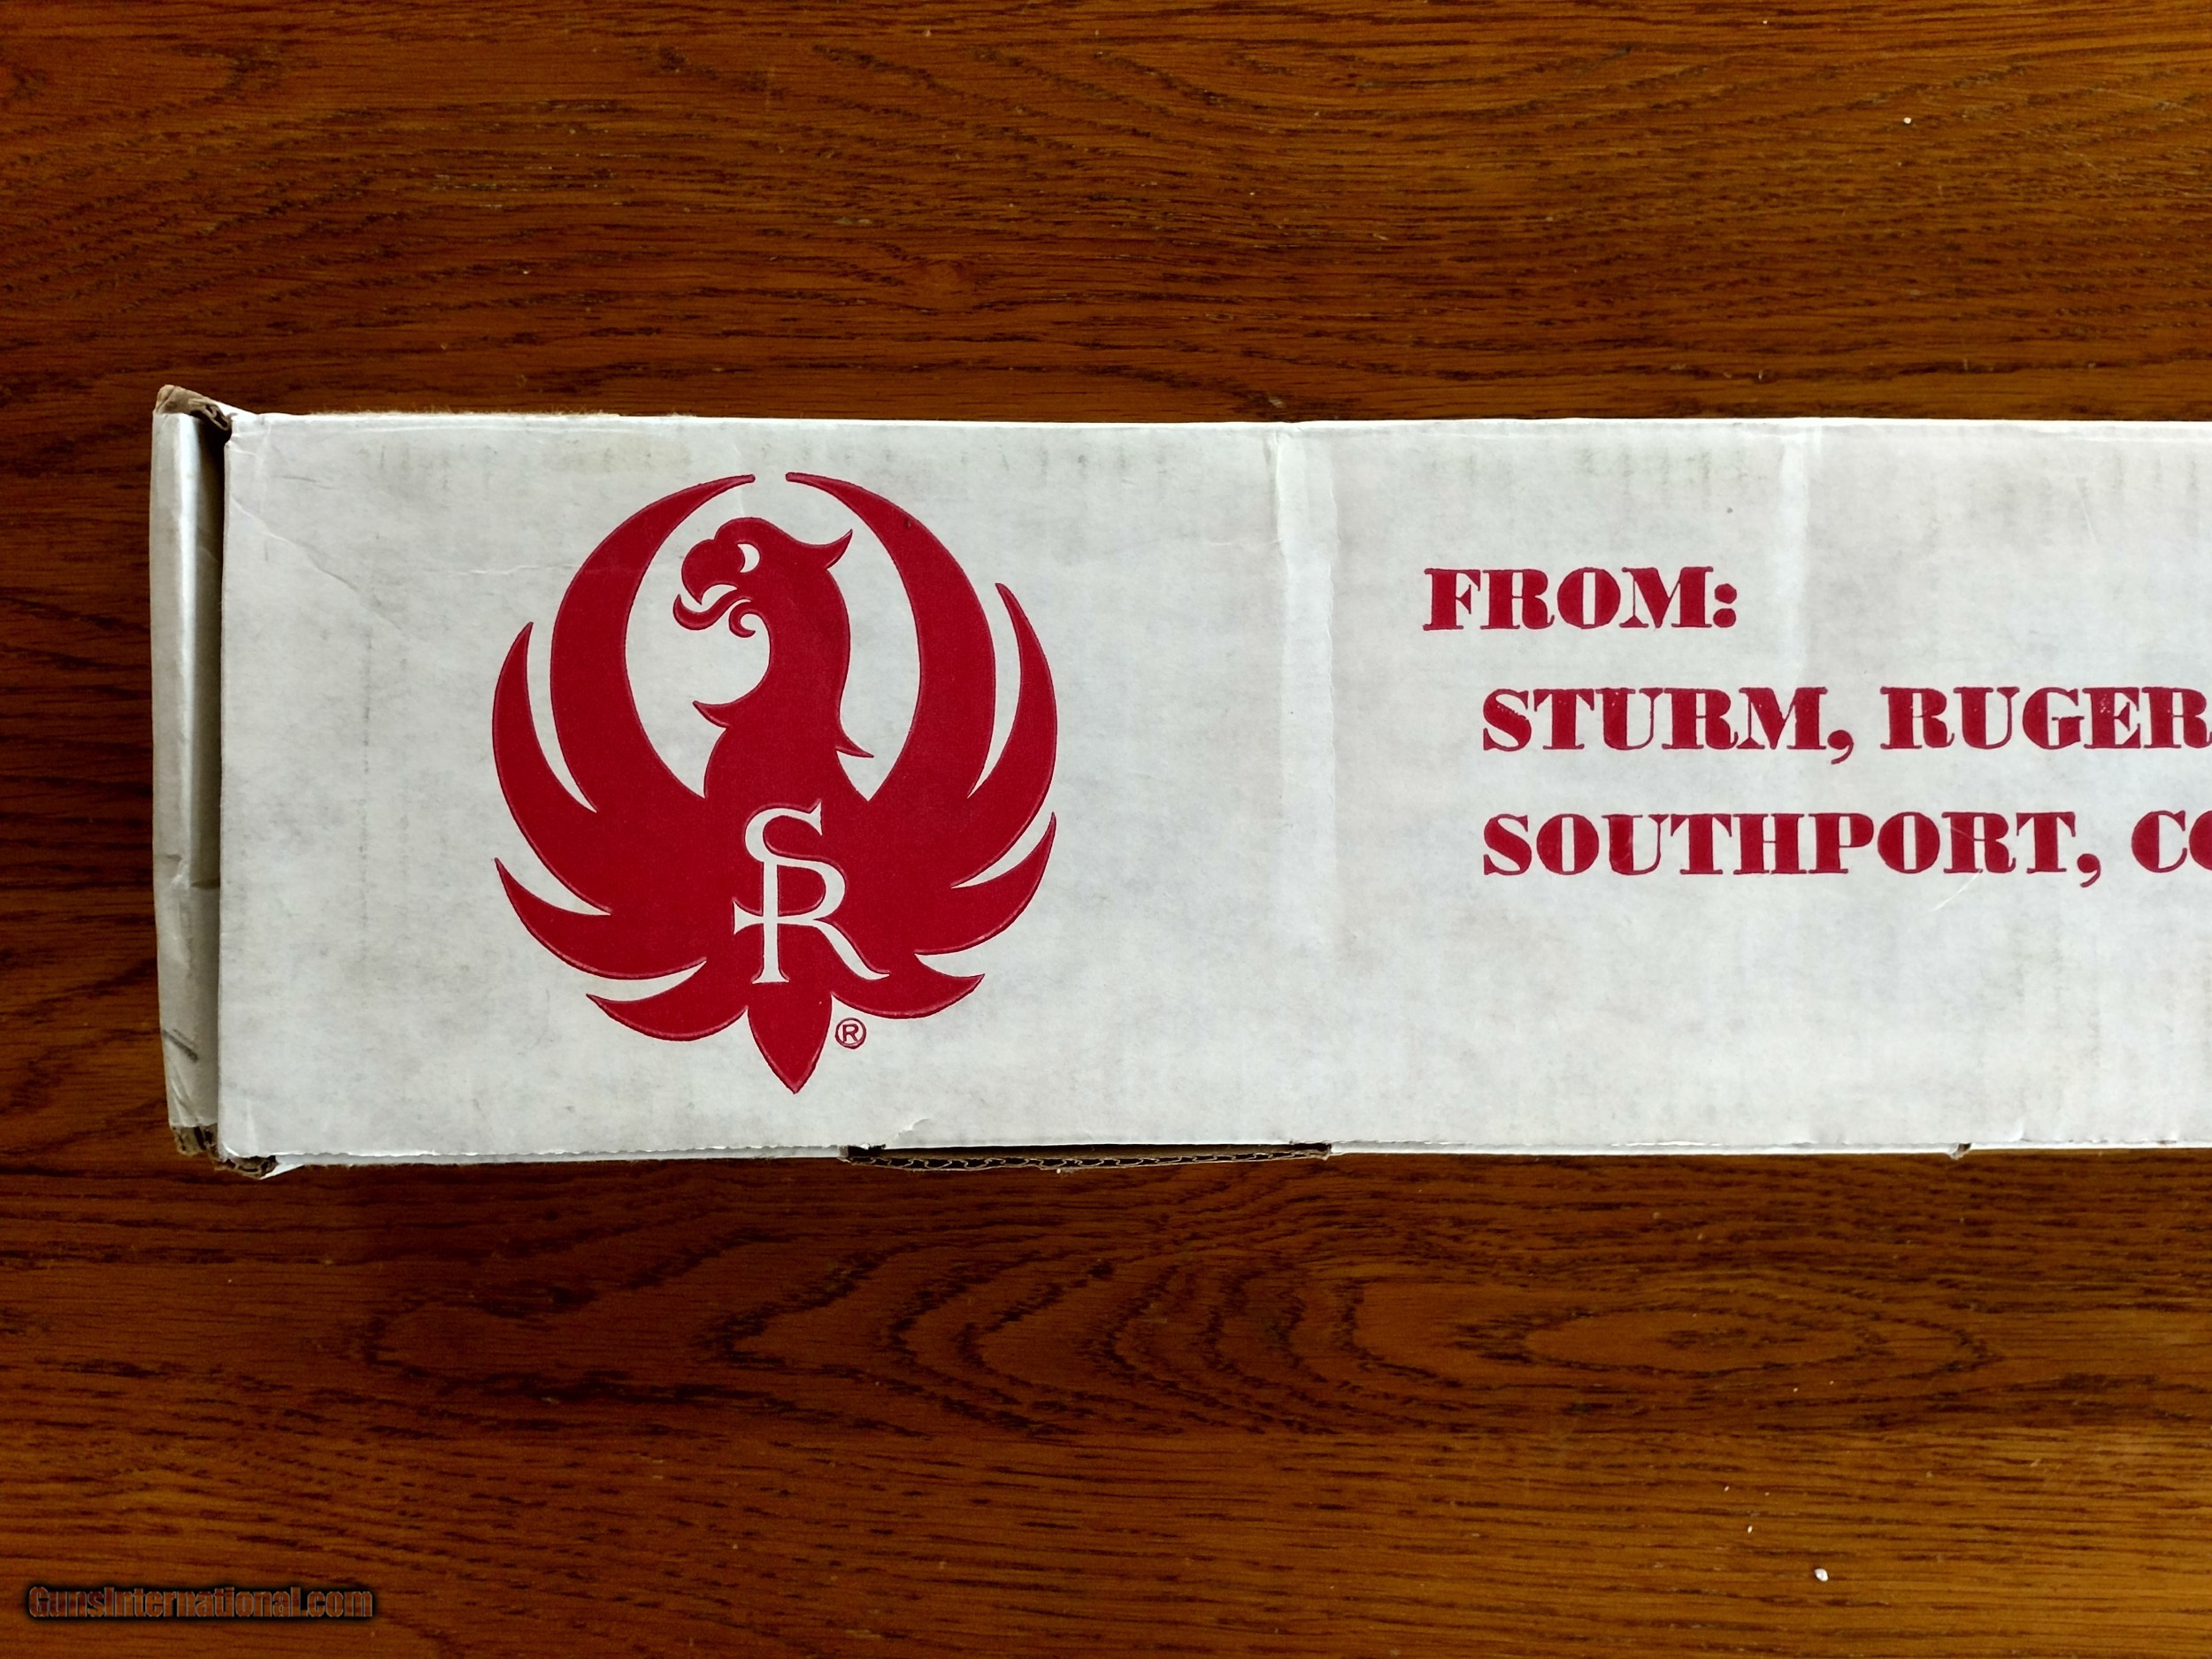 SR
®
FROM:
STURM, RUGER
SOUTHPORT, CO
GunsInternational.com